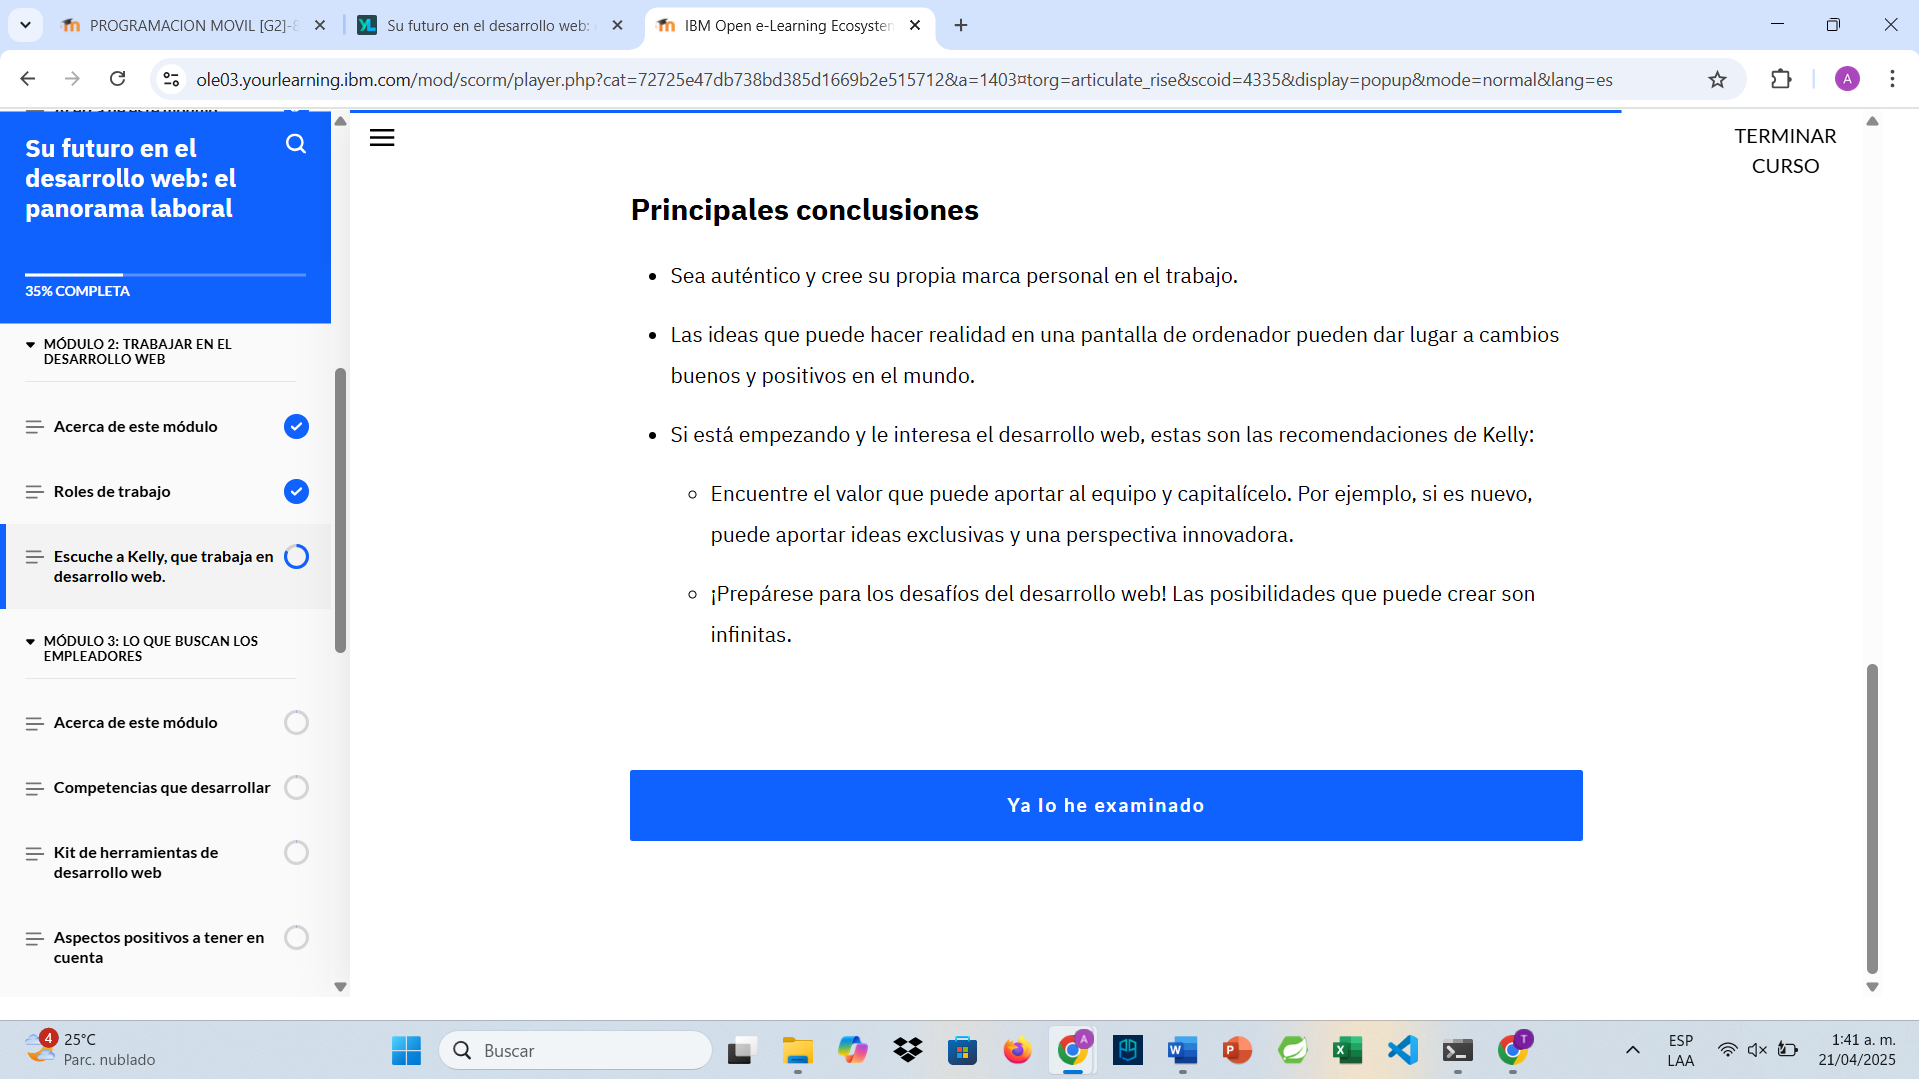 PROGRAMACION MOVIL [G2]-8
Su futuro en el desarrollo web:
IBM Open e-Learning Ecosystem
ole03.yourlearning.ibm.com/mod/scorm/player.php?cat=72725e47db738bd385d1669b2e515712&a=1403¤torg=articulate_rise&scoid=4335&display=popup&mode=normal&lang=es
A
Acerca de este módulo
Su futuro en el
desarrollo web: el
panorama laboral
35% COMPLETA
MÓDULO 2: TRABAJAR EN EL
DESARROLLO WEB
Acerca de este módulo
Roles de trabajo
Escuche a Kelly, que trabaja en
desarrollo web.
MÓDULO 3: LO QUE BUSCAN LOS
EMPLEADORES
Acerca de este módulo
Competencias que desarrollar
Kit de herramientas de
desarrollo web
Aspectos positivos a tener en
cuenta
TERMINAR
CURSO
Principales conclusiones
• Sea auténtico y cree su propia marca personal en el trabajo.
• Las ideas que puede hacer realidad en una pantalla de ordenador pueden dar lugar a cambios
buenos y positivos en el mundo.
• Si está empezando y le interesa el desarrollo web, estas son las recomendaciones de Kelly:
◦ Encuentre el valor que puede aportar al equipo y capitalícelo. Por ejemplo, si es nuevo,
puede aportar ideas exclusivas y una perspectiva innovadora.
◦ ¡Prepárese para los desafíos del desarrollo web! Las posibilidades que puede crear son
infinitas.
Ya lo he examinado
4
25°C
Parc. nublado
Buscar
A
T
ESP
LAA
1:41 a. m.
21/04/2025